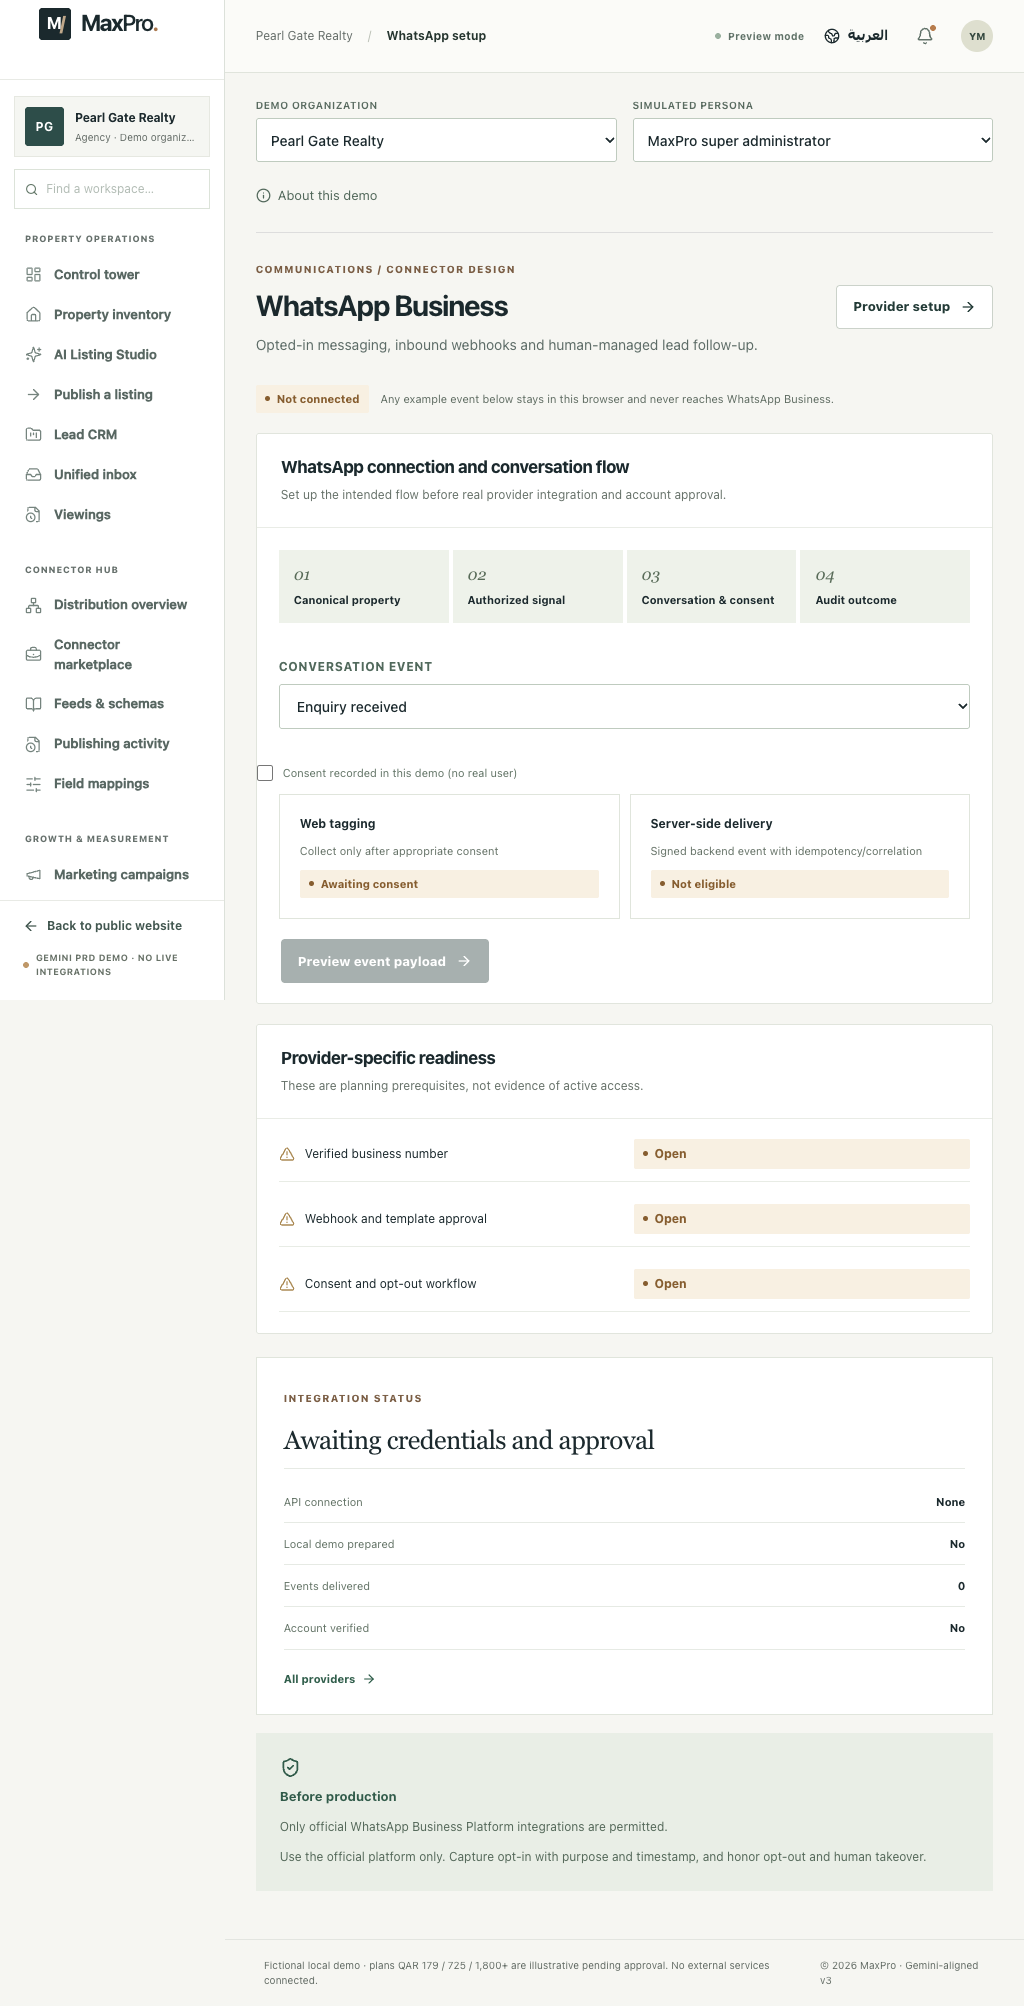 M/ MaxPro.
Pearl Gate Realty / WhatsApp setup
Preview mode
العربية
YM
PG
Pearl Gate Realty
Agency · Demo organiz...
Find a workspace...
PROPERTY OPERATIONS
Control tower
Property inventory
AI Listing Studio
Publish a listing
Lead CRM
Unified inbox
Viewings
CONNECTOR HUB
Distribution overview
Connector
marketplace
Feeds & schemas
Publishing activity
Field mappings
GROWTH & MEASUREMENT
Marketing campaigns
Back to public website
GEMINI PRD DEMO · NO LIVE
INTEGRATIONS
DEMO ORGANIZATION
Pearl Gate Realty
SIMULATED PERSONA
MaxPro super administrator
About this demo
COMMUNICATIONS / CONNECTOR DESIGN
WhatsApp Business
Provider setup
Opted-in messaging, inbound webhooks and human-managed lead follow-up.
Not connected
Any example event below stays in this browser and never reaches WhatsApp Business.
WhatsApp connection and conversation flow
Set up the intended flow before real provider integration and account approval.
01
Canonical property
02
Authorized signal
03
Conversation & consent
04
Audit outcome
CONVERSATION EVENT
Enquiry received
Consent recorded in this demo (no real user)
Web tagging
Collect only after appropriate consent
Awaiting consent
Server-side delivery
Signed backend event with idempotency/correlation
Not eligible
Preview event payload
Provider-specific readiness
These are planning prerequisites, not evidence of active access.
Verified business number
Open
Webhook and template approval
Open
Consent and opt-out workflow
Open
INTEGRATION STATUS
Awaiting credentials and approval
API connection
None
Local demo prepared
No
Events delivered
0
Account verified
No
All providers
Before production
Only official WhatsApp Business Platform integrations are permitted.
Use the official platform only. Capture opt-in with purpose and timestamp, and honor opt-out and human takeover.
Fictional local demo · plans QAR 179 / 725 / 1,800+ are illustrative pending approval. No external services
connected.
© 2026 MaxPro · Gemini-aligned
v3